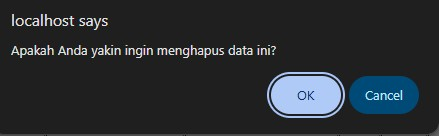 localhost says
Apakah Anda yakin ingin menghapus data ini?
OK
Cancel